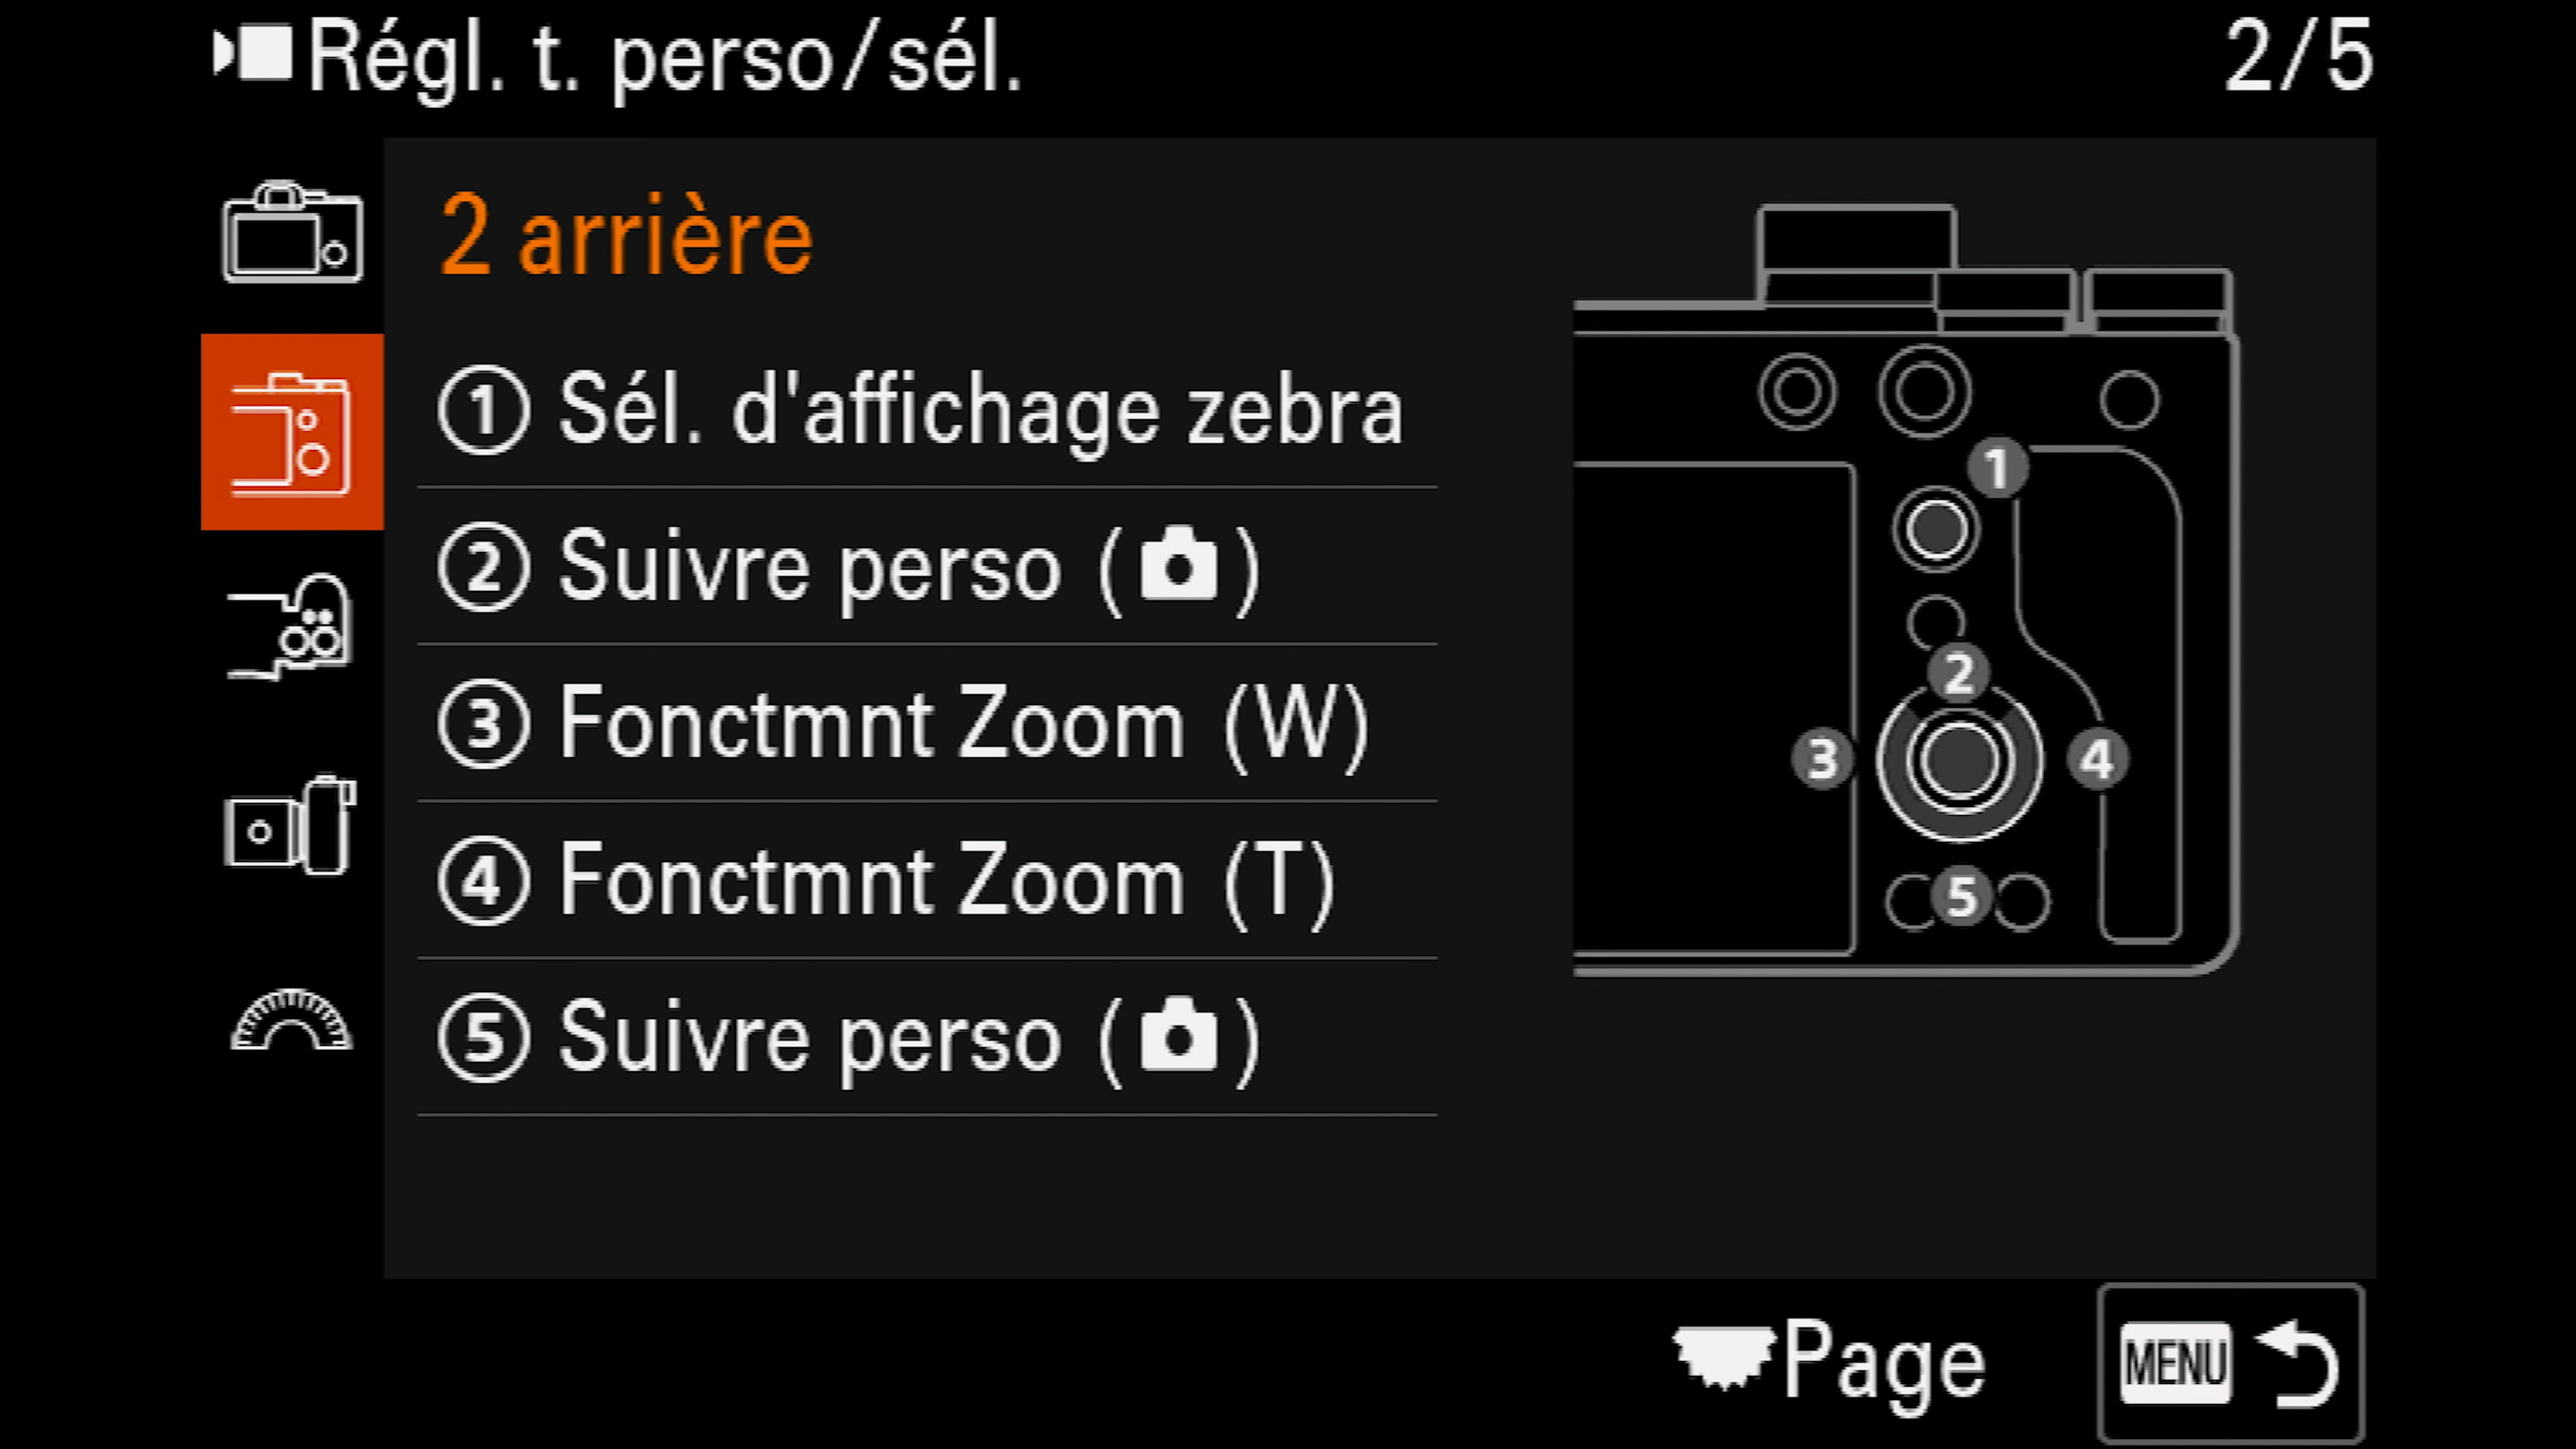 Régl. t. perso/sél. 2/5
2 arrière
① Sél. d'affichage zebra
② Suivre perso ( )
③ Fonctmnt Zoom (W)
④ Fonctmnt Zoom (T)
⑤ Suivre perso ( )
1
2
3 4
5
Page MENU